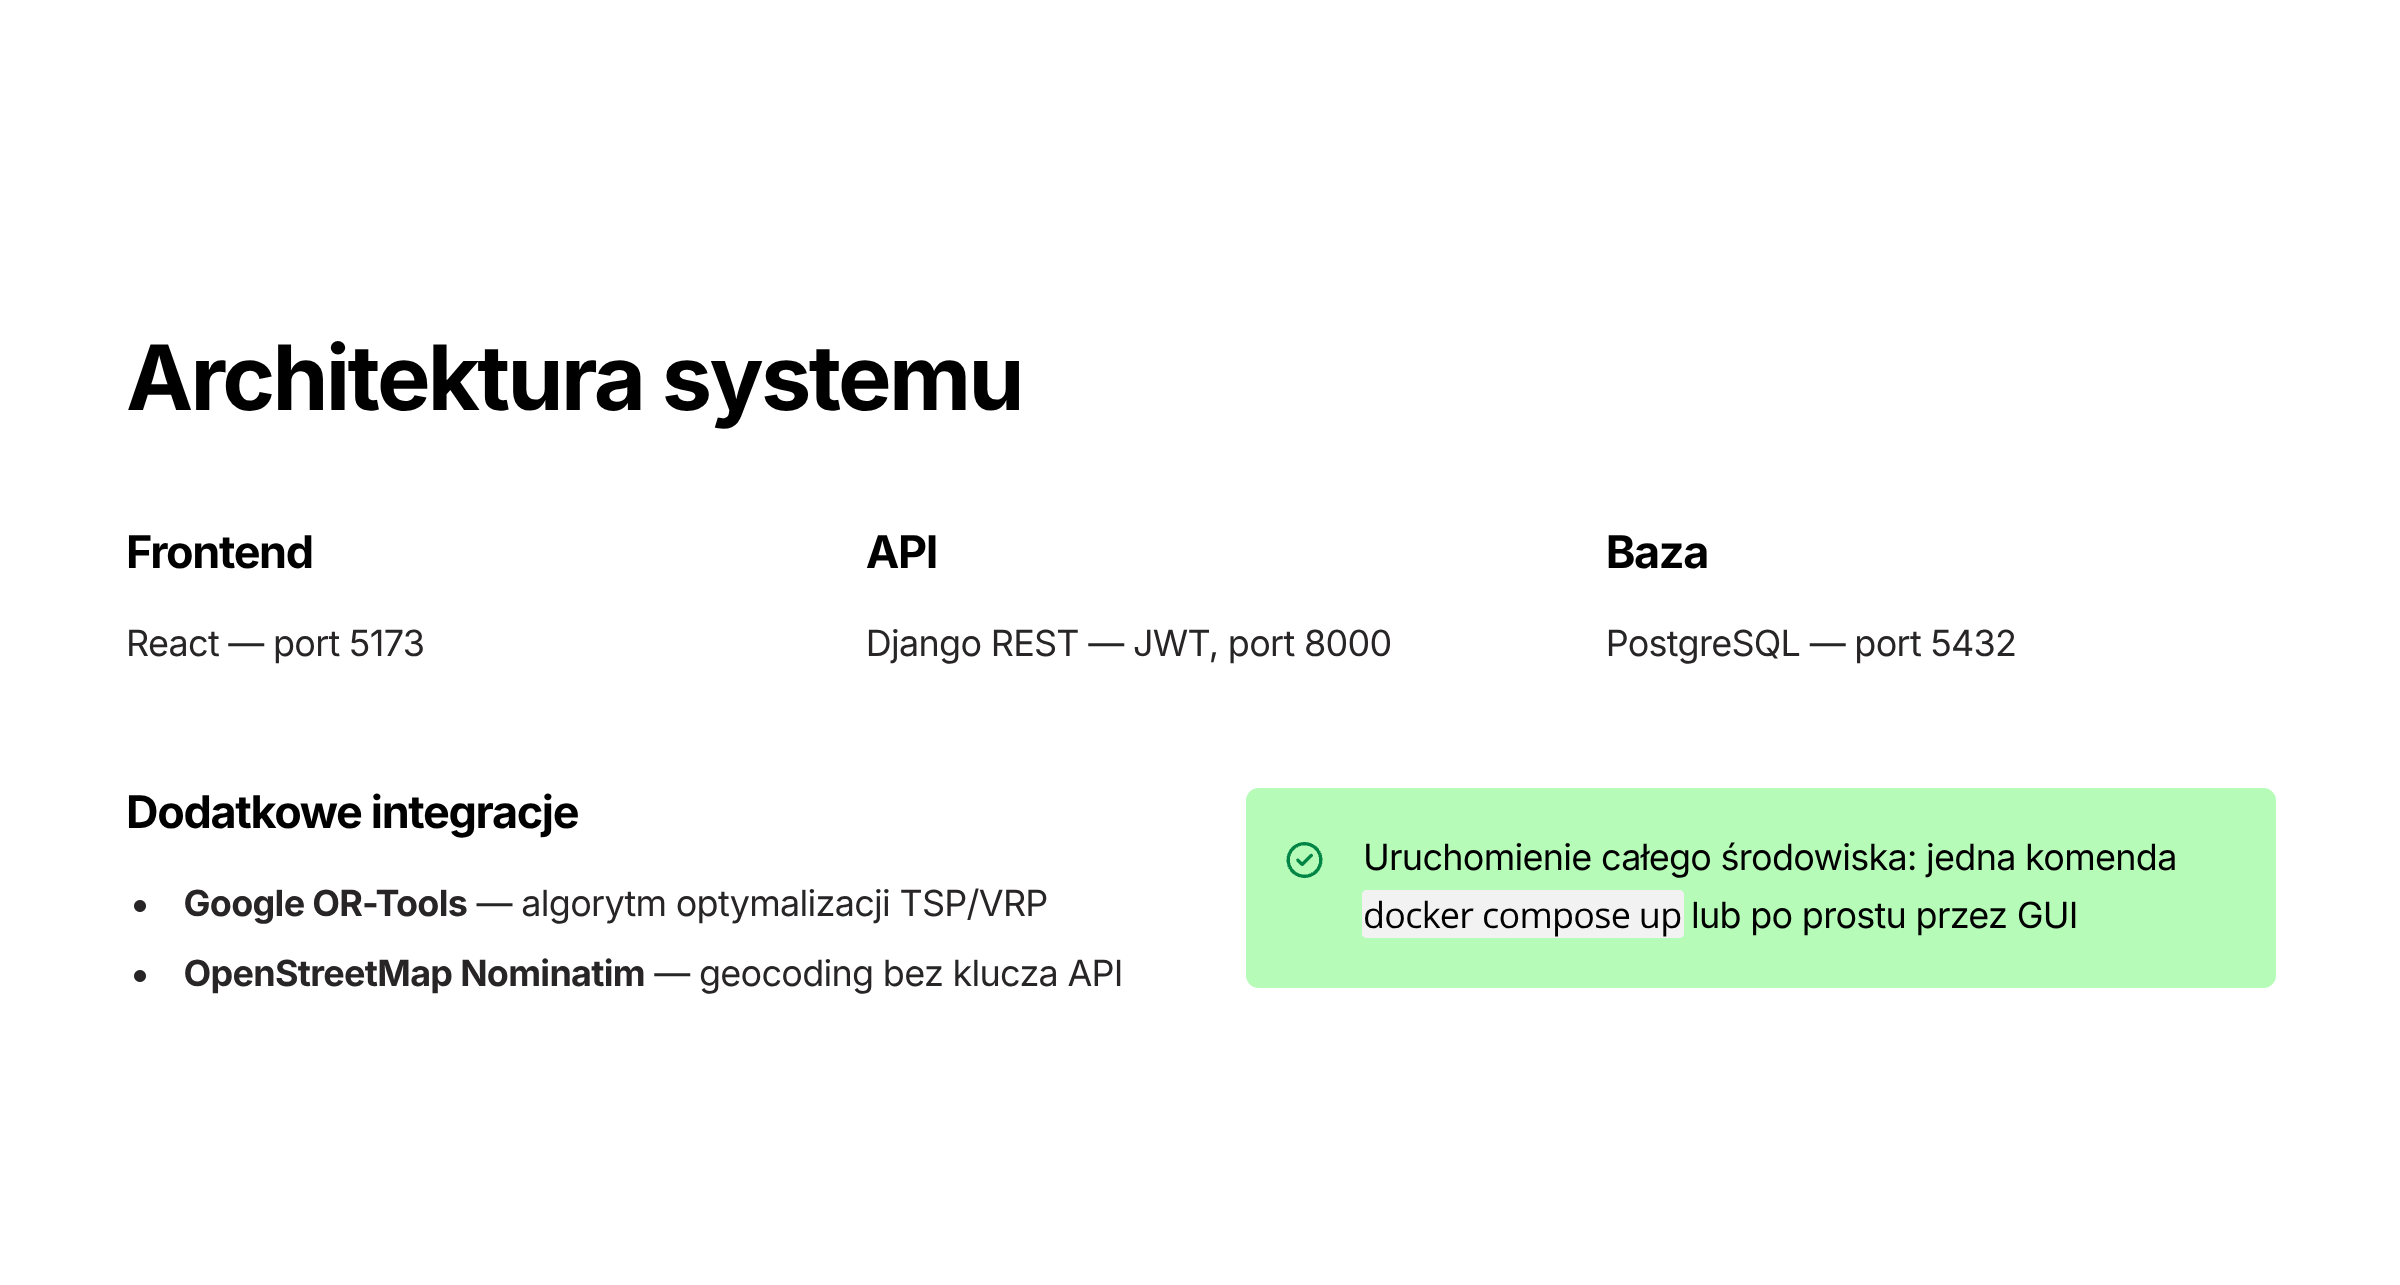 Architektura systemu
Frontend
React — port 5173
API
Django REST — JWT, port 8000
Baza
PostgreSQL — port 5432
Dodatkowe integracje
• Google OR-Tools — algorytm optymalizacji TSP/VRP
• OpenStreetMap Nominatim — geocoding bez klucza API
Uruchomienie całego środowiska: jedna komenda
docker compose up lub po prostu przez GUI